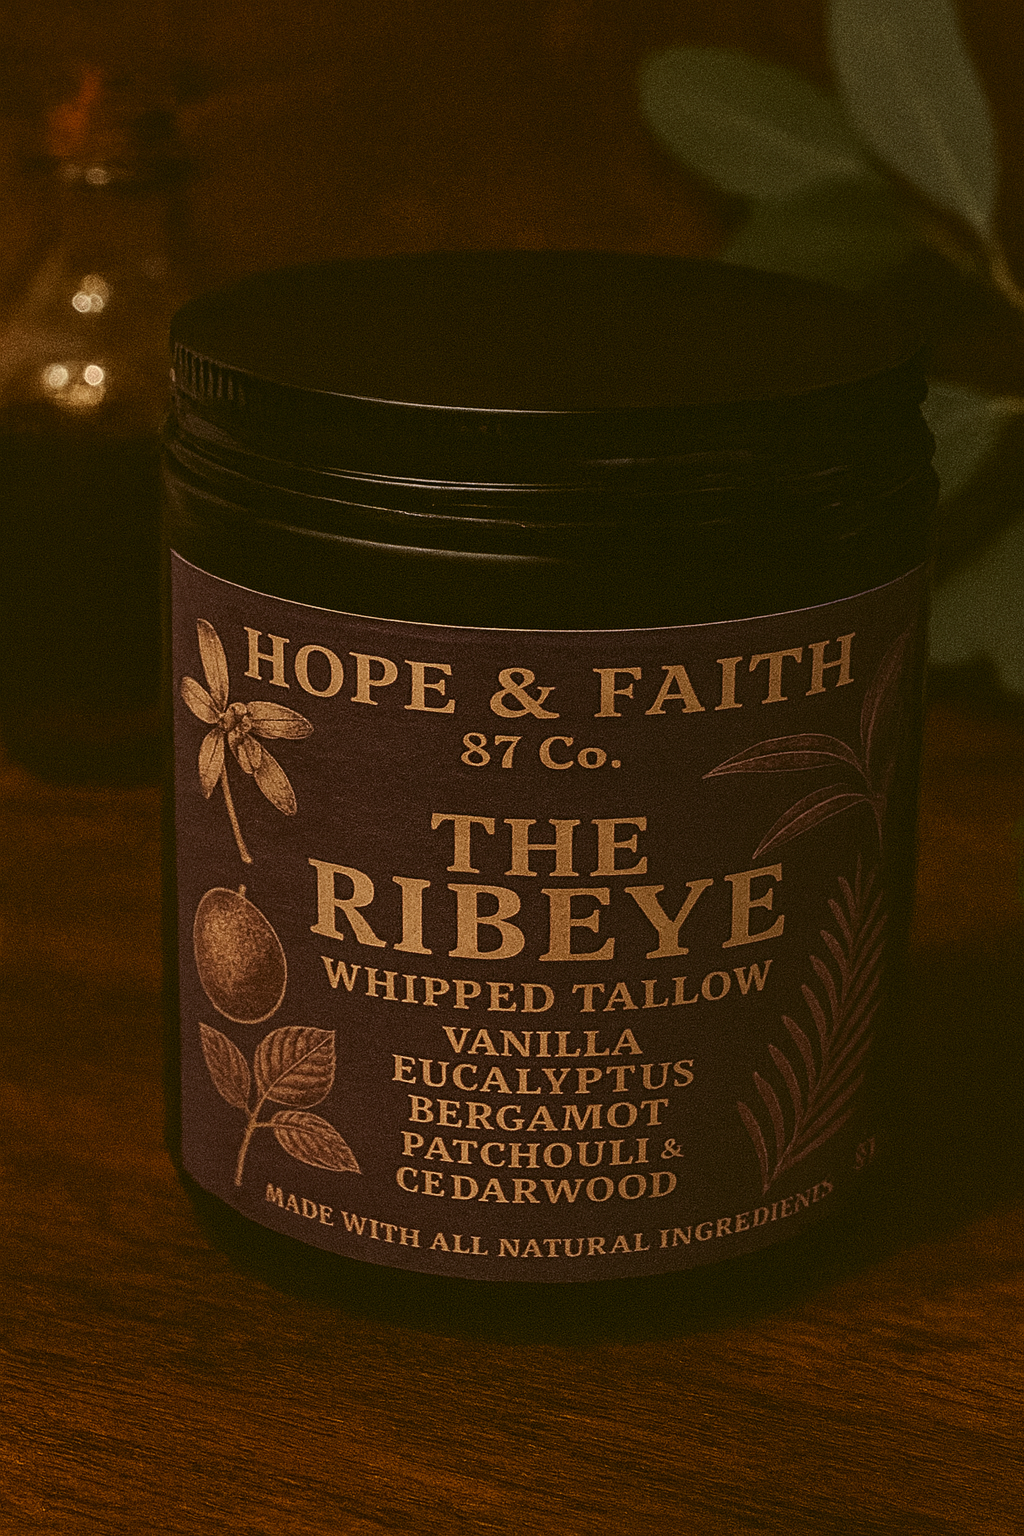 HOPE & FAITH
87 Co.
THE
RIBEYE
WHIPPED TALLOW
VANILLA
EUCALYPTUS
BERGAMOT
PATCHOULI &
CEDARWOOD
MADE WITH ALL NATURAL INGREDIENTS